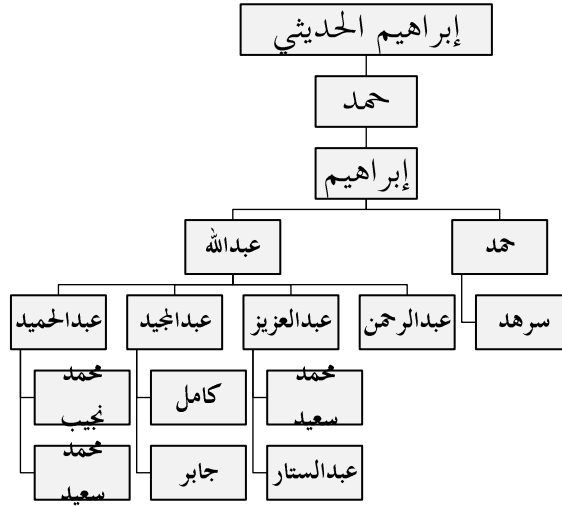 إبراهيم الحديثي
حمد
إبراهيم
حمد
عبدالله
سرهد
عبدالرحمن
عبدالعزيز
عبدالمجيد
عبدالحميد
محمد
سعيد
كامل
محمد
نجيب
عبدالستار
جابر
محمد
سعيد